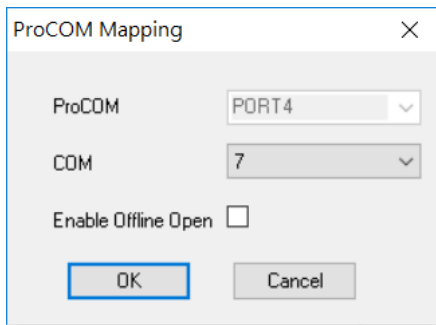 ProCOM Mapping
ProCOM PORT4
COM 7
Enable Offline Open
OK Cancel